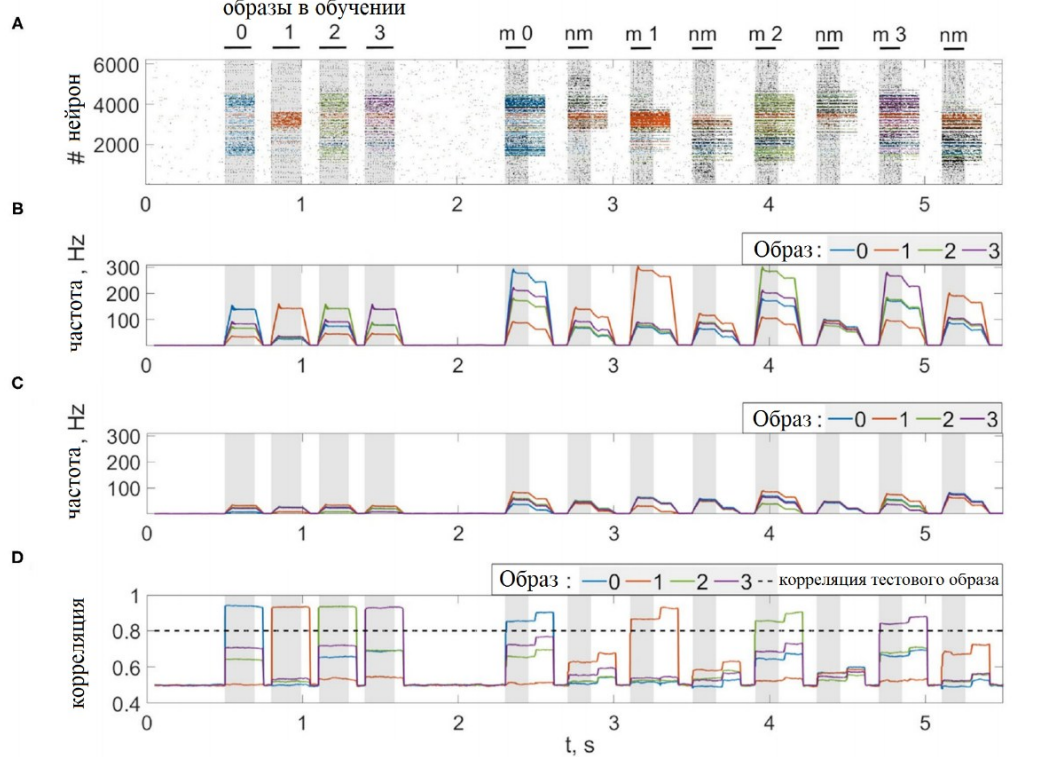 образы в обучении
A
0 1 2 3 m 0 nm m 1 nm m 2 nm m 3 nm
# нейрон
6000
4000
2000
0 1 2 3 4 5
B
Образ : 0 1 2 3
частота , Hz
300
200
100
0 1 2 3 4 5
C
Образ : 0 1 2 3
частота , Hz
300
200
100
0 1 2 3 4 5
D
Образ : 0 1 2 3 корреляция тестового образа
корреляция
1
0.8
0.6
0.4
0 1 2 3 4 5
t, s